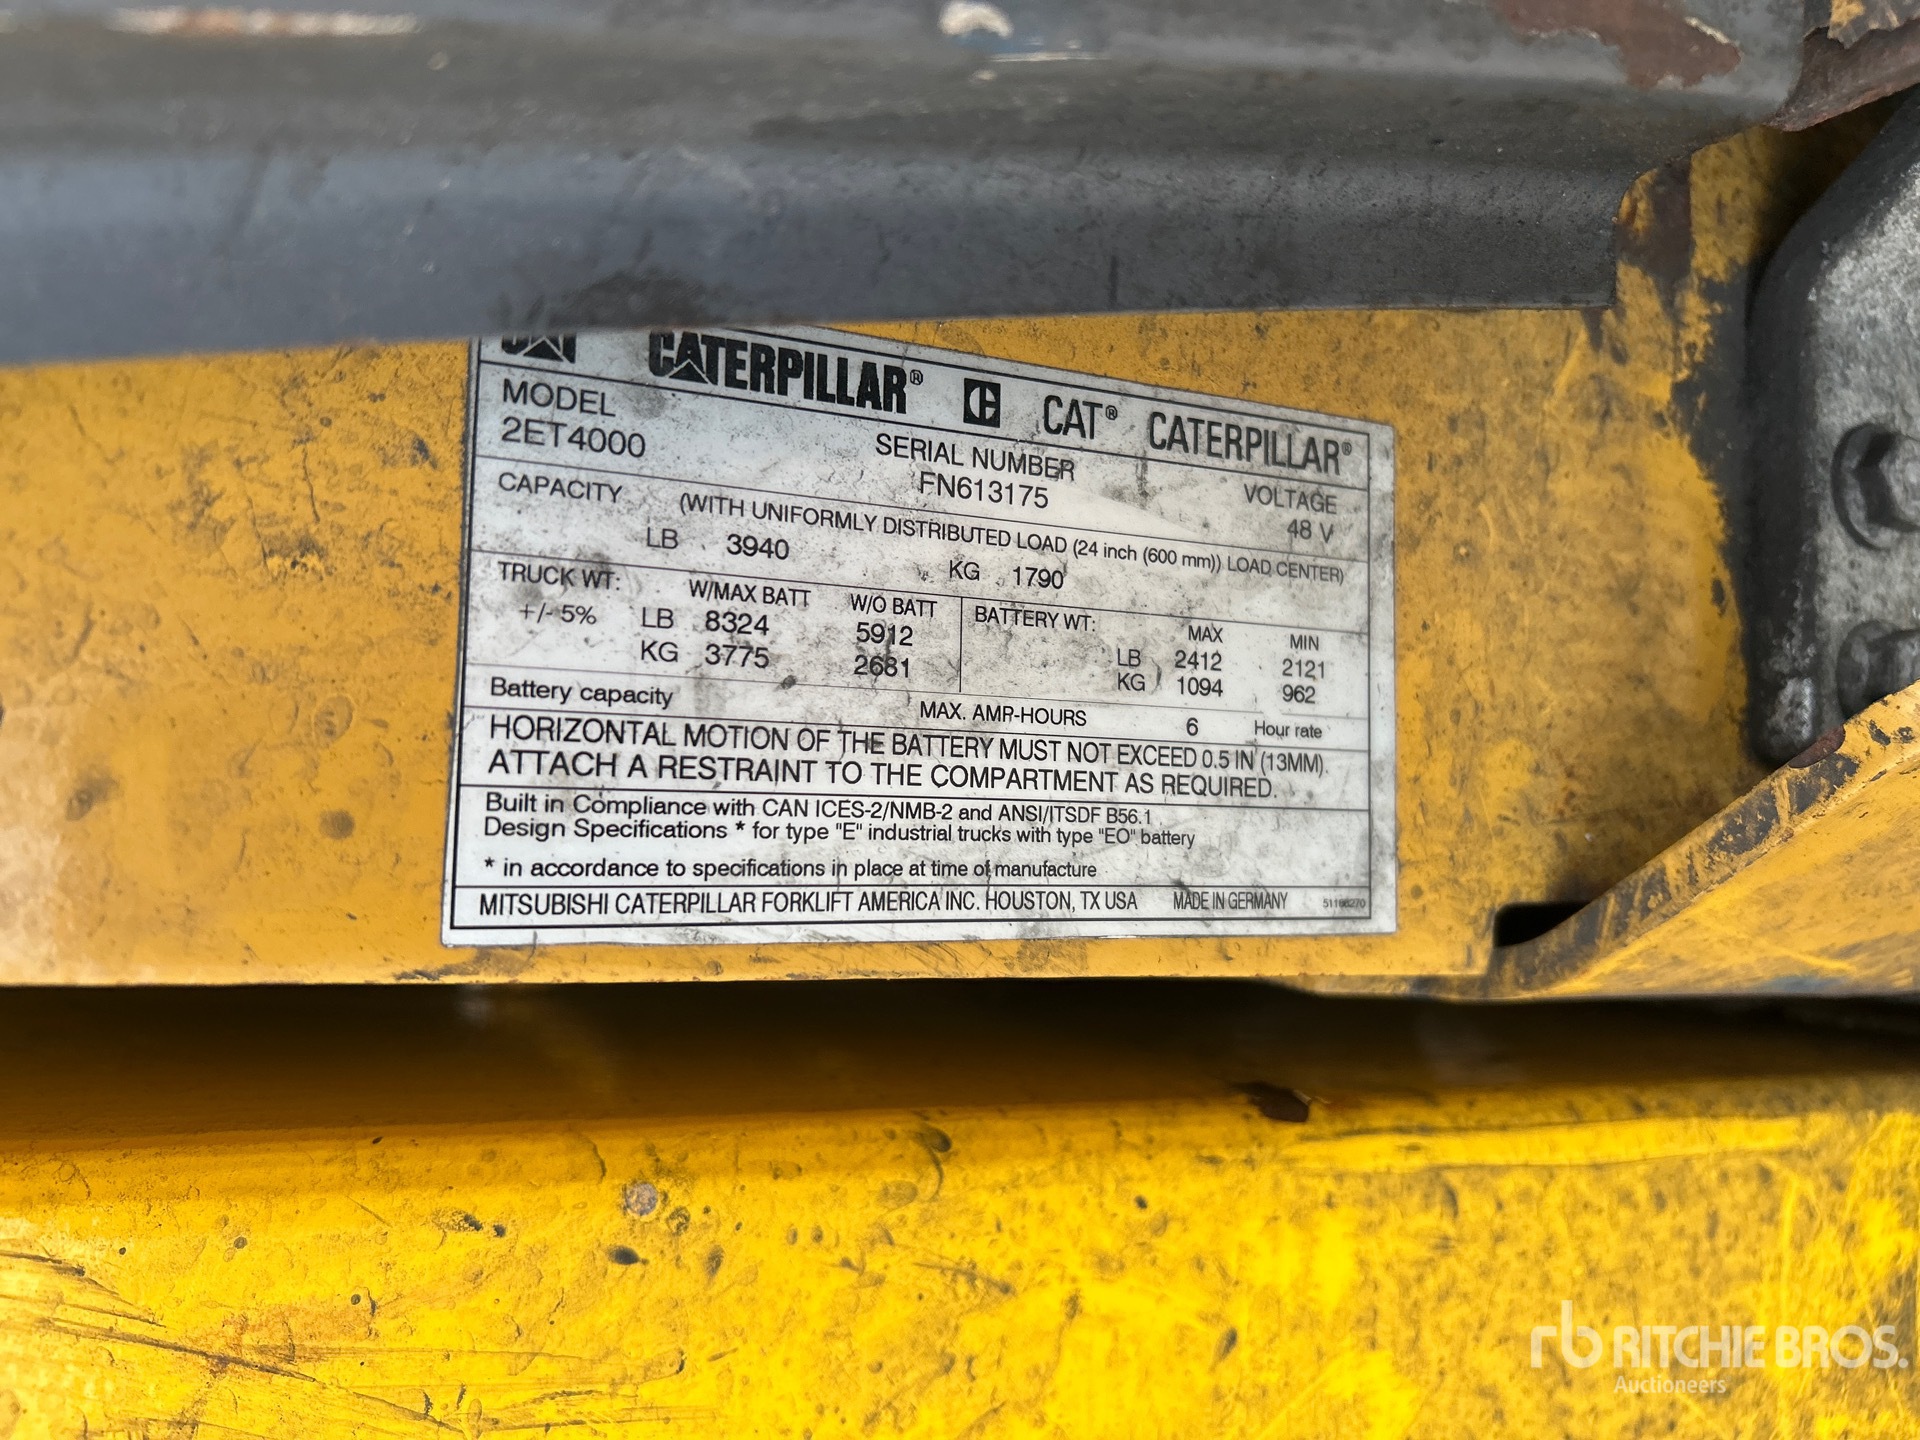 CAT CATERPILLAR® CAT® CATERPILLAR®
MODEL SERIAL NUMBER VOLTAGE
2ET4000 FN613175 48 V
CAPACITY (WITH UNIFORMLY DISTRIBUTED LOAD (24 inch (600 mm)) LOAD CENTER)
LB 3940 KG 1790
TRUCK WT: W/MAX BATT W/O BATT BATTERY WT: MAX MIN
+/- 5% LB 8324 5912 LB 2412 2121
KG 3775 2681 KG 1094 962
Battery capacity MAX. AMP-HOURS 6 Hour rate
HORIZONTAL MOTION OF THE BATTERY MUST NOT EXCEED 0.5 IN (13MM).
ATTACH A RESTRAINT TO THE COMPARTMENT AS REQUIRED.
Built in Compliance with CAN ICES-2/NMB-2 and ANSI/ITSDF B56.1
Design Specifications * for type "E" industrial trucks with type "EO" battery
* in accordance to specifications in place at time of manufacture
MITSUBISHI CATERPILLAR FORKLIFT AMERICA INC. HOUSTON, TX USA MADE IN GERMANY
rb RITCHIE BROS.
Auctioneers